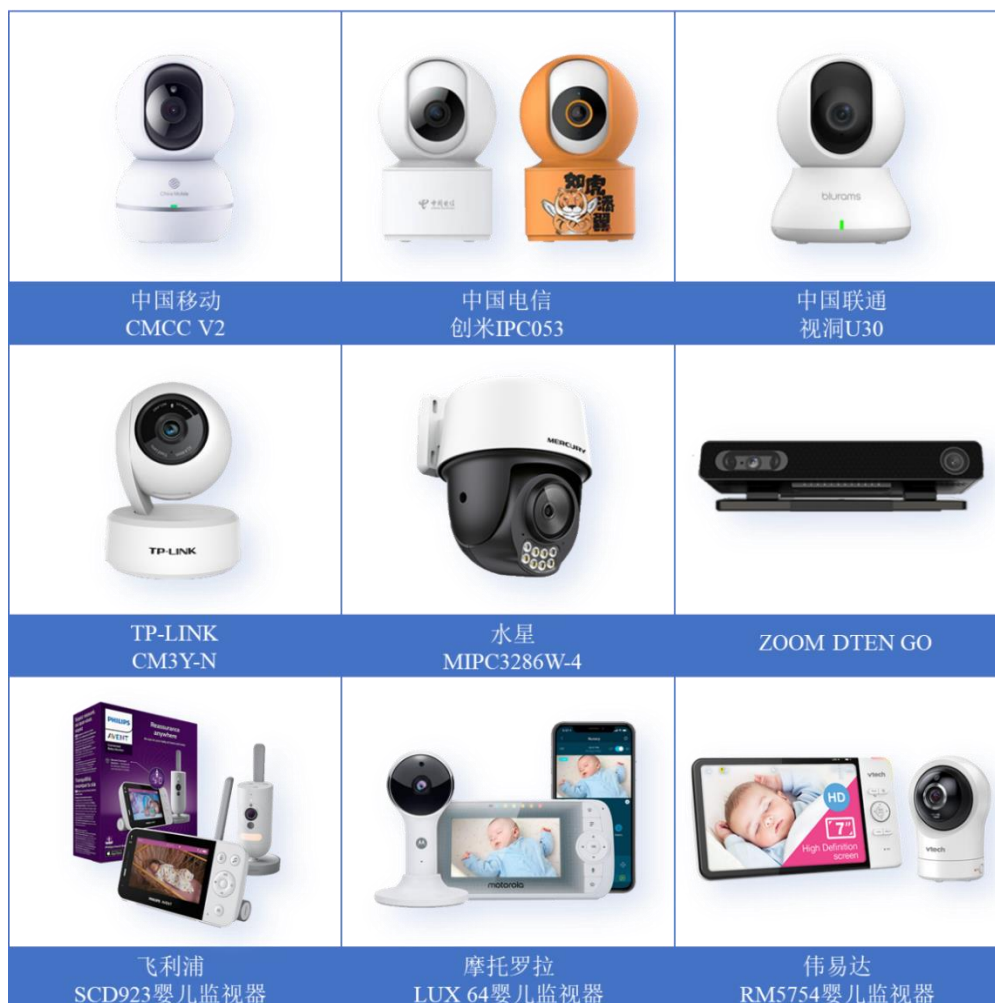 China Mobile
中国电信
如虎添翼
blurams
中国移动
CMCC V2
中国电信
创米IPC053
中国联通
视洞U30
TP-LINK
MERCURY
TP-LINK
CM3Y-N
水星
MIPC3286W-4
ZOOM DTEN GO
PHILIPS
AVENT
Reassurance
anywhere
motorola
vtech
HD
7"
High Definition
screen
vtech
飞利浦
SCD923婴儿监视器
摩托罗拉
LUX 64婴儿监视器
伟易达
RM5754婴儿监视器